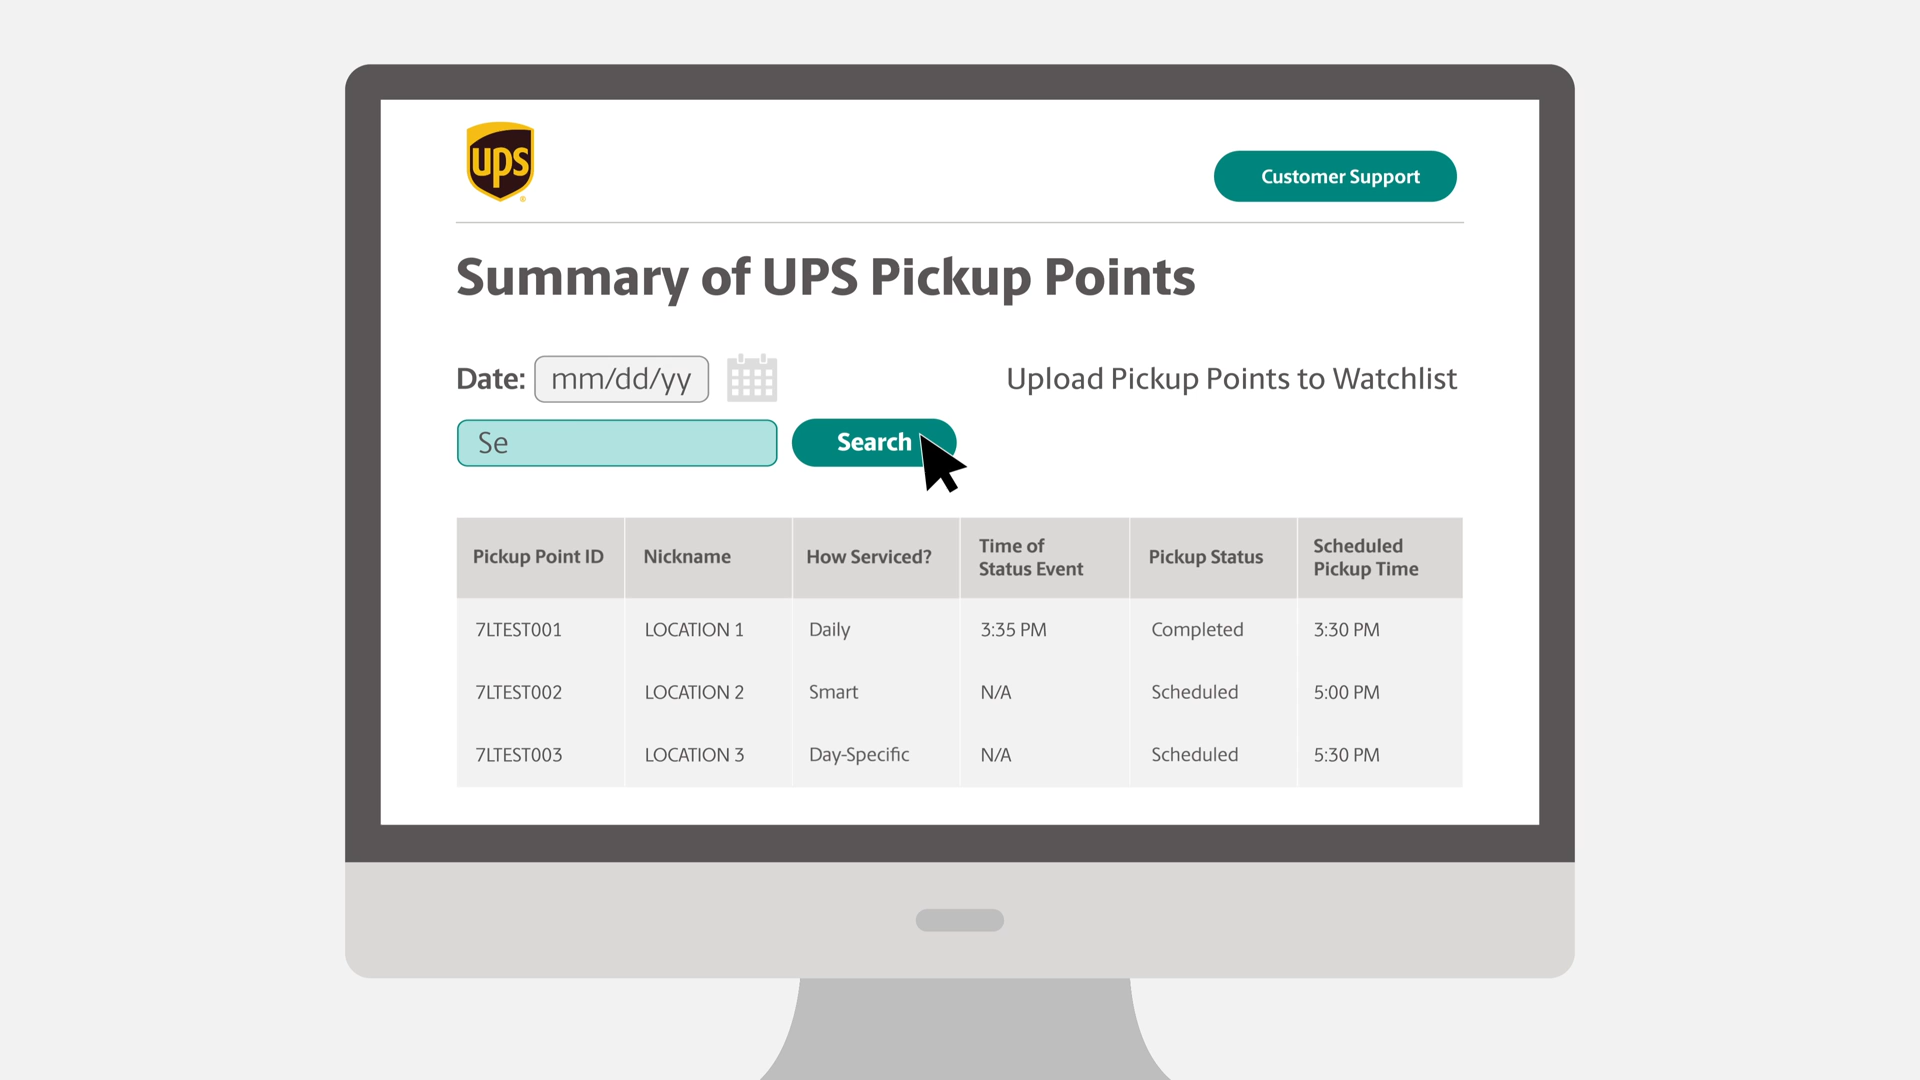 ups
Customer Support
Summary of UPS Pickup Points
Date: mm/dd/yy
Upload Pickup Points to Watchlist
Se
Search
Pickup Point ID Nickname How Serviced? Time of Status Event Pickup Status Scheduled Pickup Time
7LTEST001 LOCATION 1 Daily 3:35 PM Completed 3:30 PM
7LTEST002 LOCATION 2 Smart N/A Scheduled 5:00 PM
7LTEST003 LOCATION 3 Day-Specific N/A Scheduled 5:30 PM